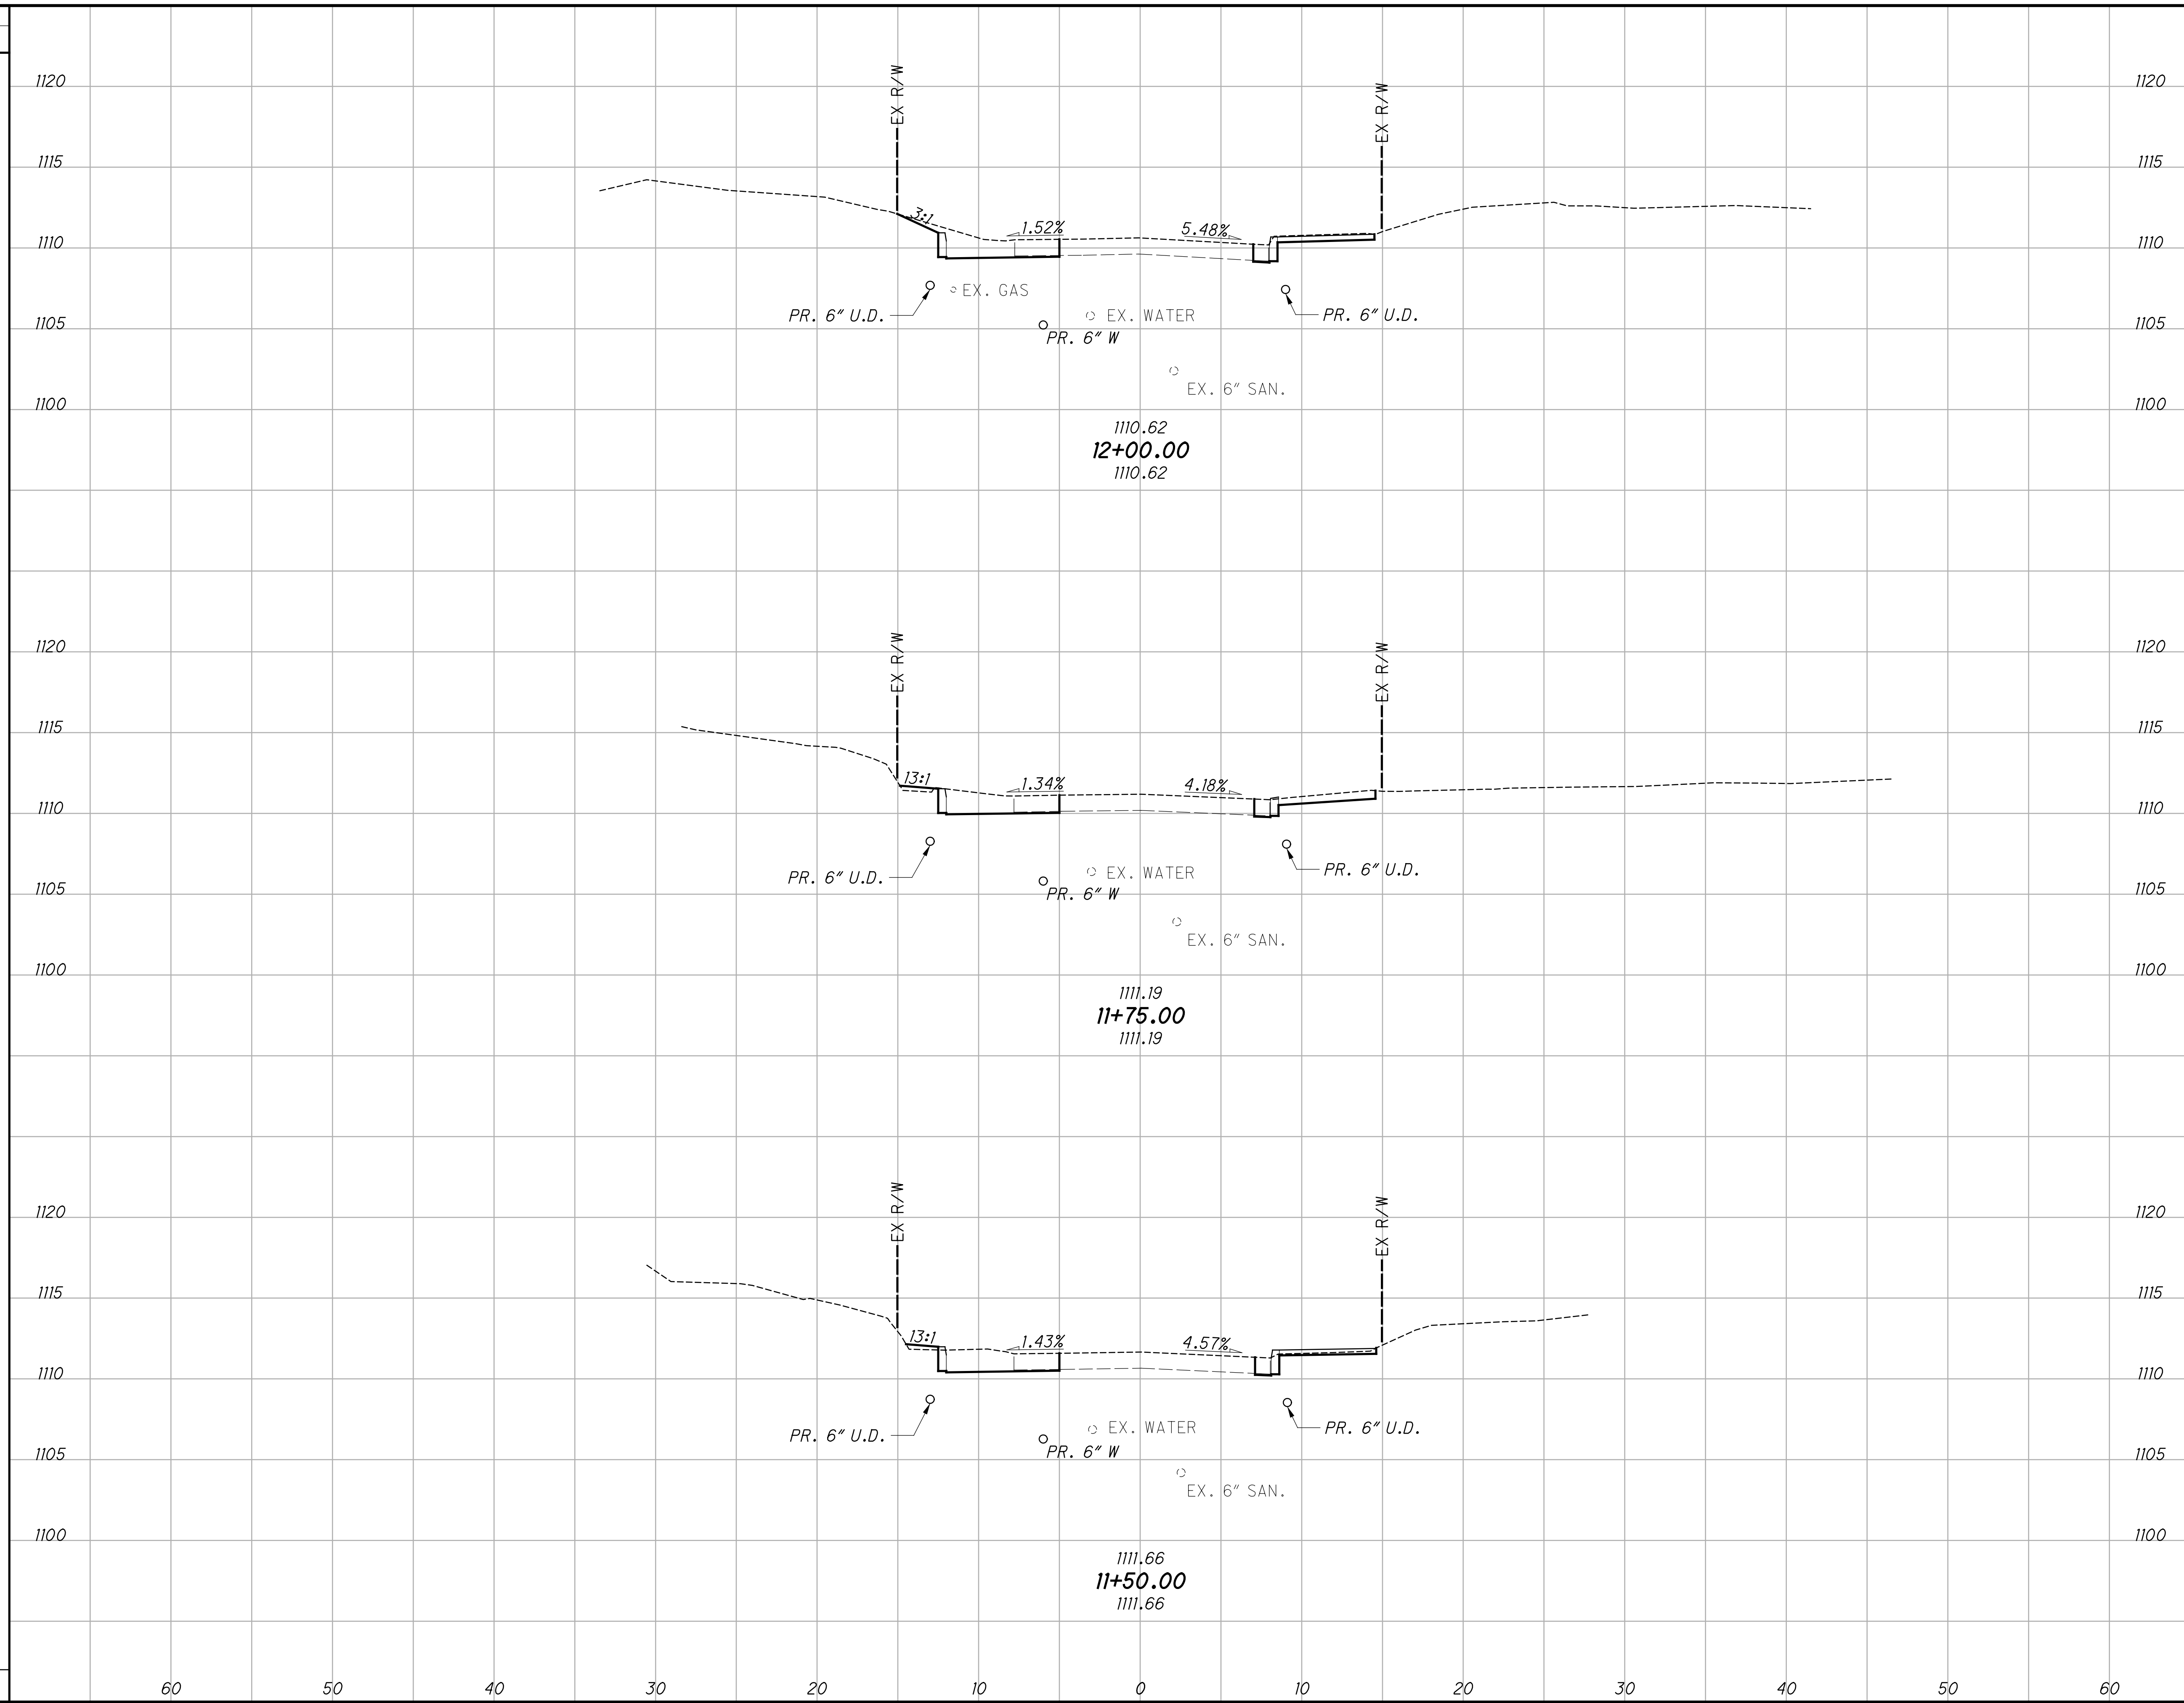 EX R/W EX R/W
1120 1120
1115 1115
3:1 1.52% 5.48%
1110 1110
EX. GAS
PR. 6" U.D. EX. WATER PR. 6" U.D.
1105 1105
PR. 6" W
EX. 6" SAN.
1100 1100
1110.62
12+00.00
1110.62
EX R/W EX R/W
1120 1120
1115 1115
13:1 1.34% 4.18%
1110 1110
PR. 6" U.D. EX. WATER PR. 6" U.D.
1105 1105
PR. 6" W
EX. 6" SAN.
1100 1100
1111.19
11+75.00
1111.19
EX R/W EX R/W
1120 1120
1115 1115
13:1 1.43% 4.57%
1110 1110
PR. 6" U.D. EX. WATER PR. 6" U.D.
1105 1105
PR. 6" W
EX. 6" SAN.
1100 1100
1111.66
11+50.00
1111.66
60 50 40 30 20 10 0 10 20 30 40 50 60